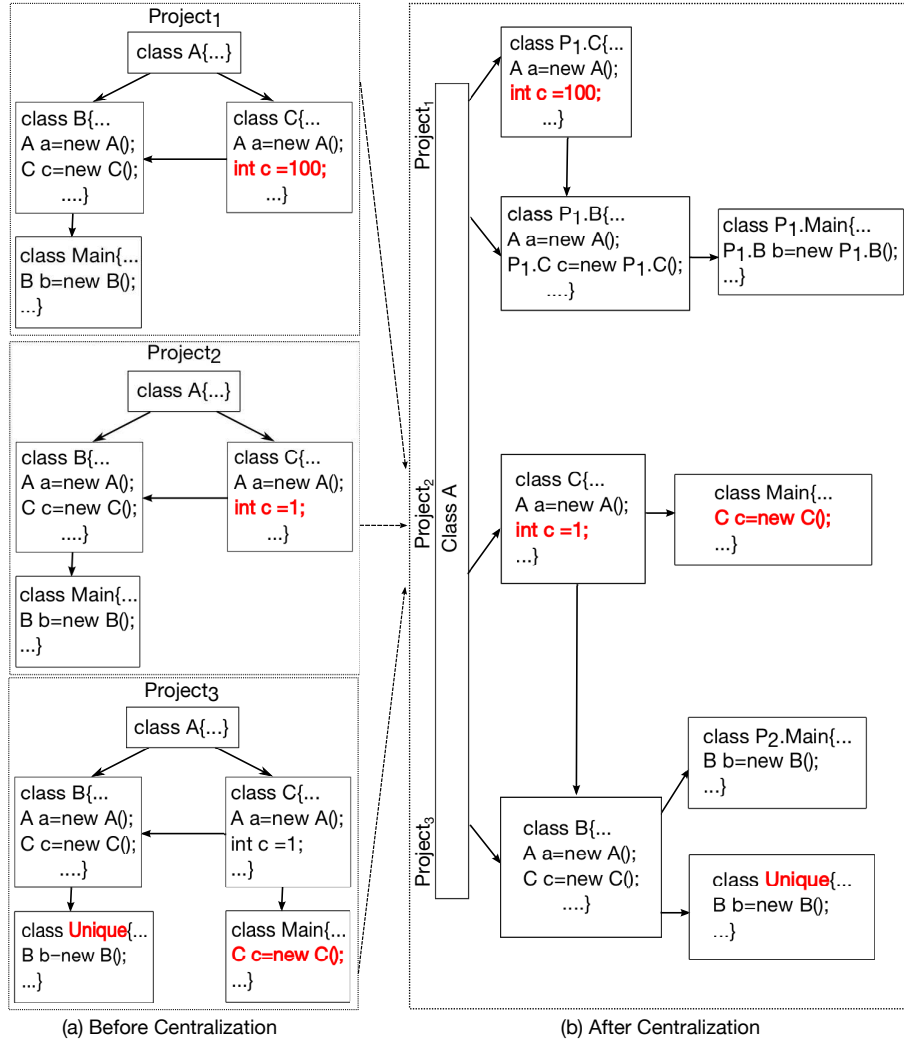 Project1
class A{...}
class B{...
A a=new A();
C c=new C();
....}
class C{...
A a=new A();
int c =100;
...}
class Main{...
B b=new B();
...}
Project2
class A{...}
class B{...
A a=new A();
C c=new C();
....}
class C{...
A a=new A();
int c =1;
...}
class Main{...
B b=new B();
...}
Project3
class A{...}
class B{...
A a=new A();
C c=new C();
....}
class C{...
A a=new A();
int c =1;
...}
class Unique{...
B b-new B();
...}
class Main{...
C c=new C();
...}
(a) Before Centralization
Project1
Project2
Project3
Class A
class P1.C{...
A a=new A();
int c =100;
...}
class P1.B{...
A a=new A();
P1.C c=new P1.C();
....}
class P1.Main{...
P1.B b=new P1.B();
...}
class C{...
A a=new A();
int c =1;
...}
class Main{...
C c=new C();
...}
class B{...
A a=new A();
C c=new C();
....}
class P2.Main{...
B b=new B();
...}
class Unique{...
B b=new B();
...}
(b) After Centralization